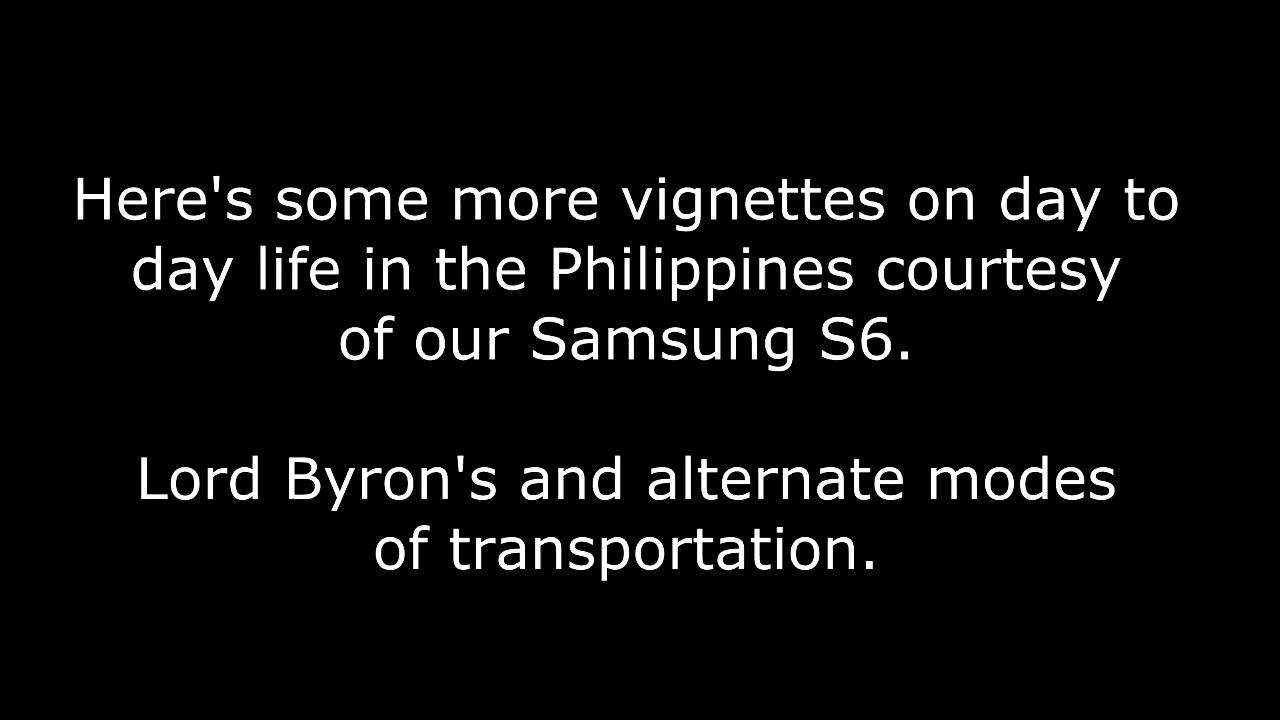 Here's some more vignettes on day to
day life in the Philippines courtesy
of our Samsung S6.
Lord Byron's and alternate modes
of transportation.